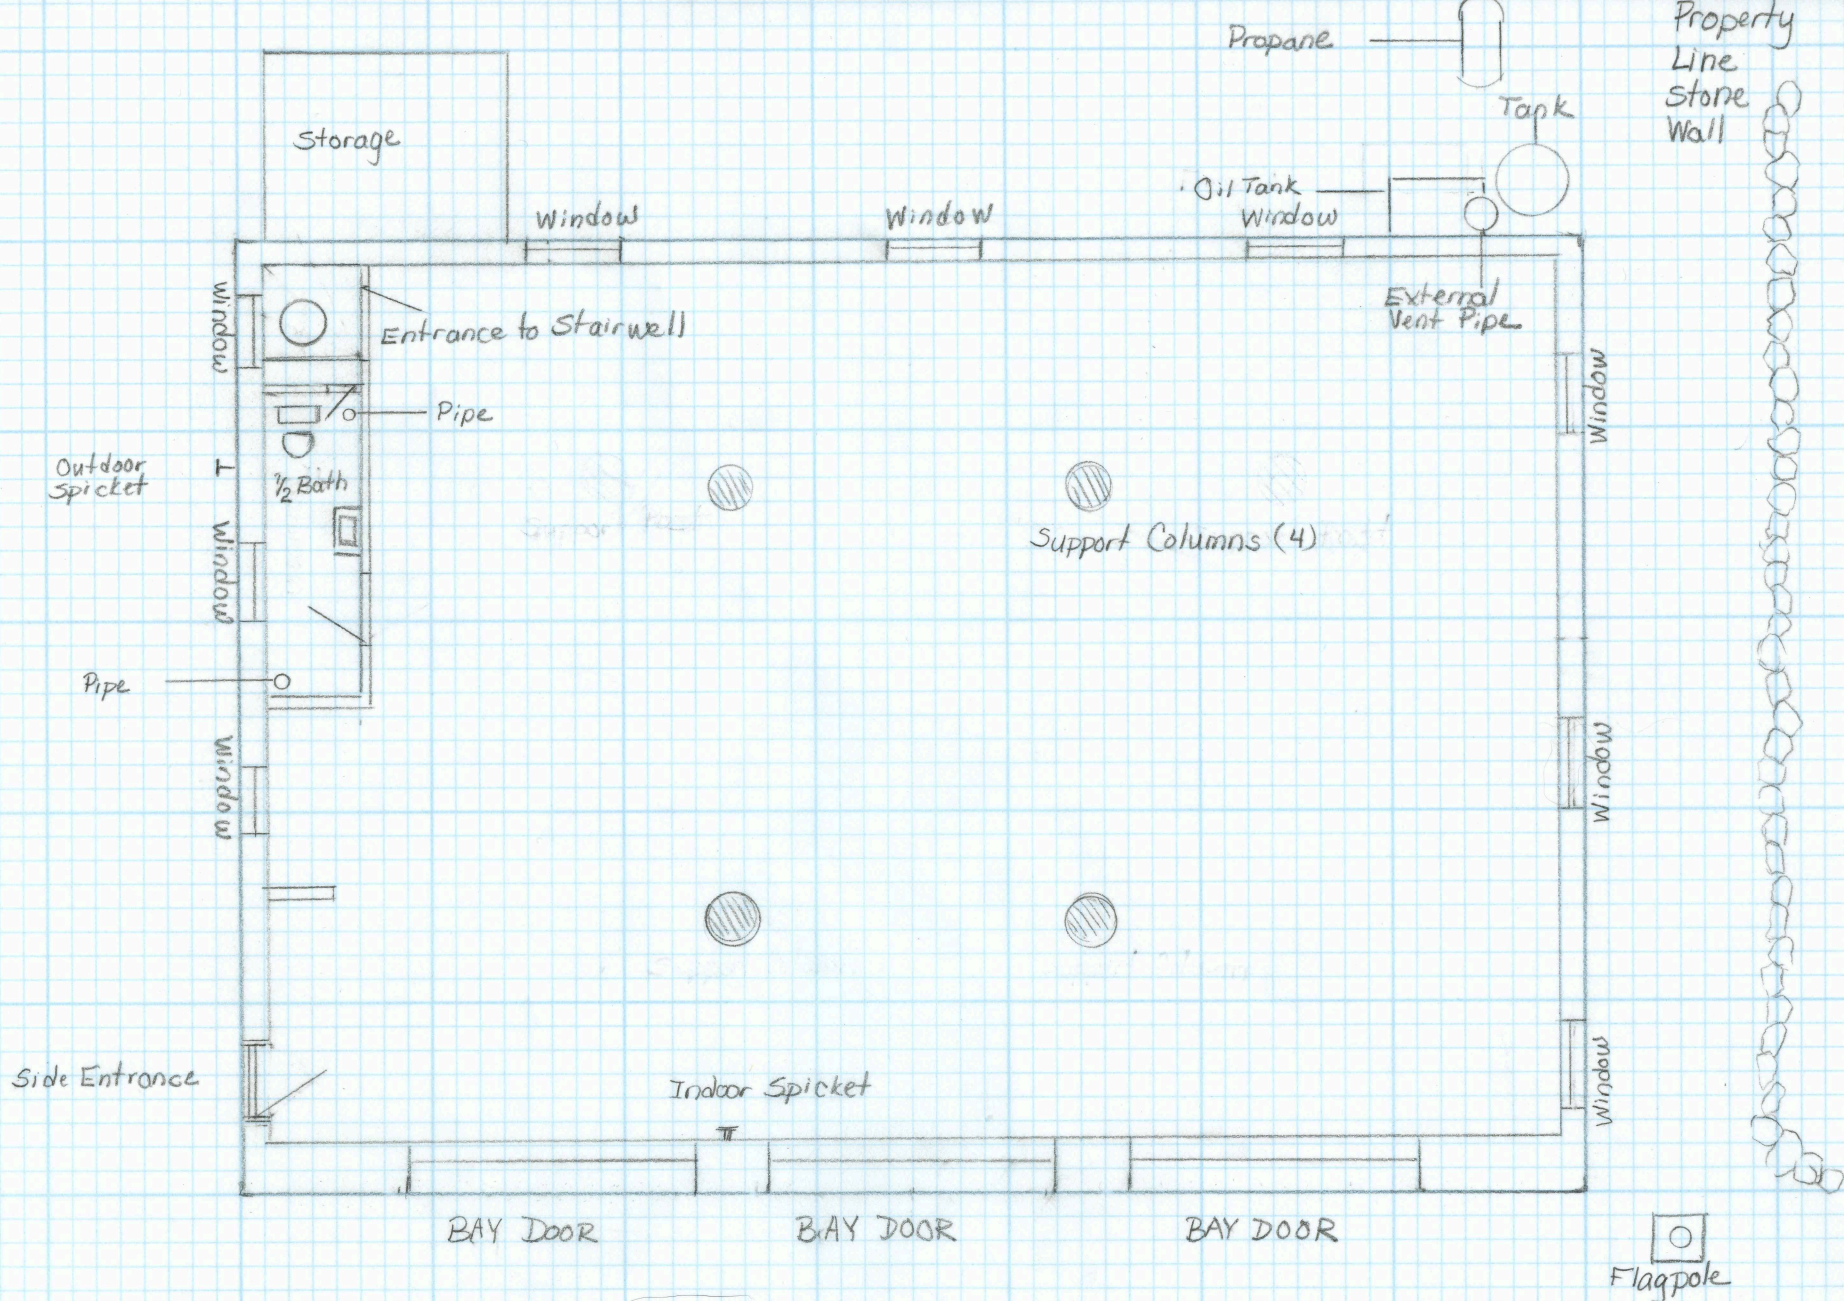 Propane
Property
Line
Stone
Wall
Tank
Storage
Oil Tank
Window
Window
Window
Window
Entrance to Stairwell
External
Vent Pipe
Window
Pipe
Outdoor
Spicket
1/2 Bath
Support Columns (4)
Window
Pipe
Window
Window
Side Entrance
Indoor Spicket
Window
BAY DOOR
BAY DOOR
BAY DOOR
Flagpole